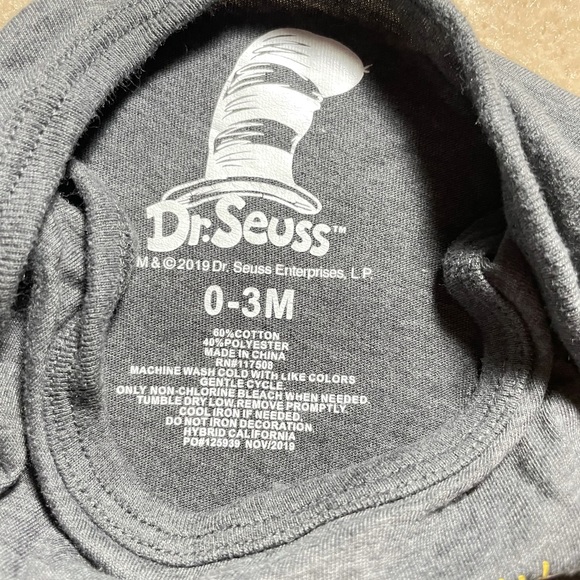 Dr. Seuss™
M & © 2019 Dr. Seuss Enterprises, L.P.
0-3M
60%COTTON
40%POLYESTER
MADE IN CHINA
RN#117508
MACHINE WASH COLD WITH LIKE COLORS
GENTLE CYCLE
ONLY NON-CHLORINE BLEACH WHEN NEEDED.
TUMBLE DRY LOW.REMOVE PROMPTLY.
COOL IRON IF NEEDED.
DO NOT IRON DECORATION
HYBRID CALIFORNIA
PO#125939 NOV/2019